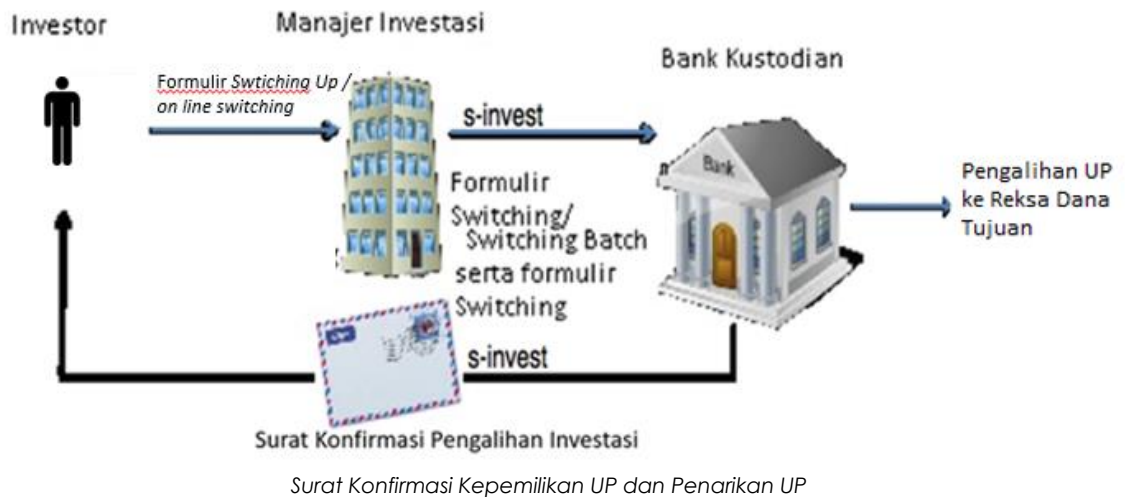 Investor
Manajer Investasi
Bank Kustodian
Formulir Swtiching Up /
on line switching
s-invest
Bank
Formulir
Switching/
Switching Batch
serta formulir
Switching
Pengalihan UP
ke Reksa Dana
Tujuan
s-invest
Surat Konfirmasi Pengalihan Investasi
Surat Konfirmasi Kepemilikan UP dan Penarikan UP